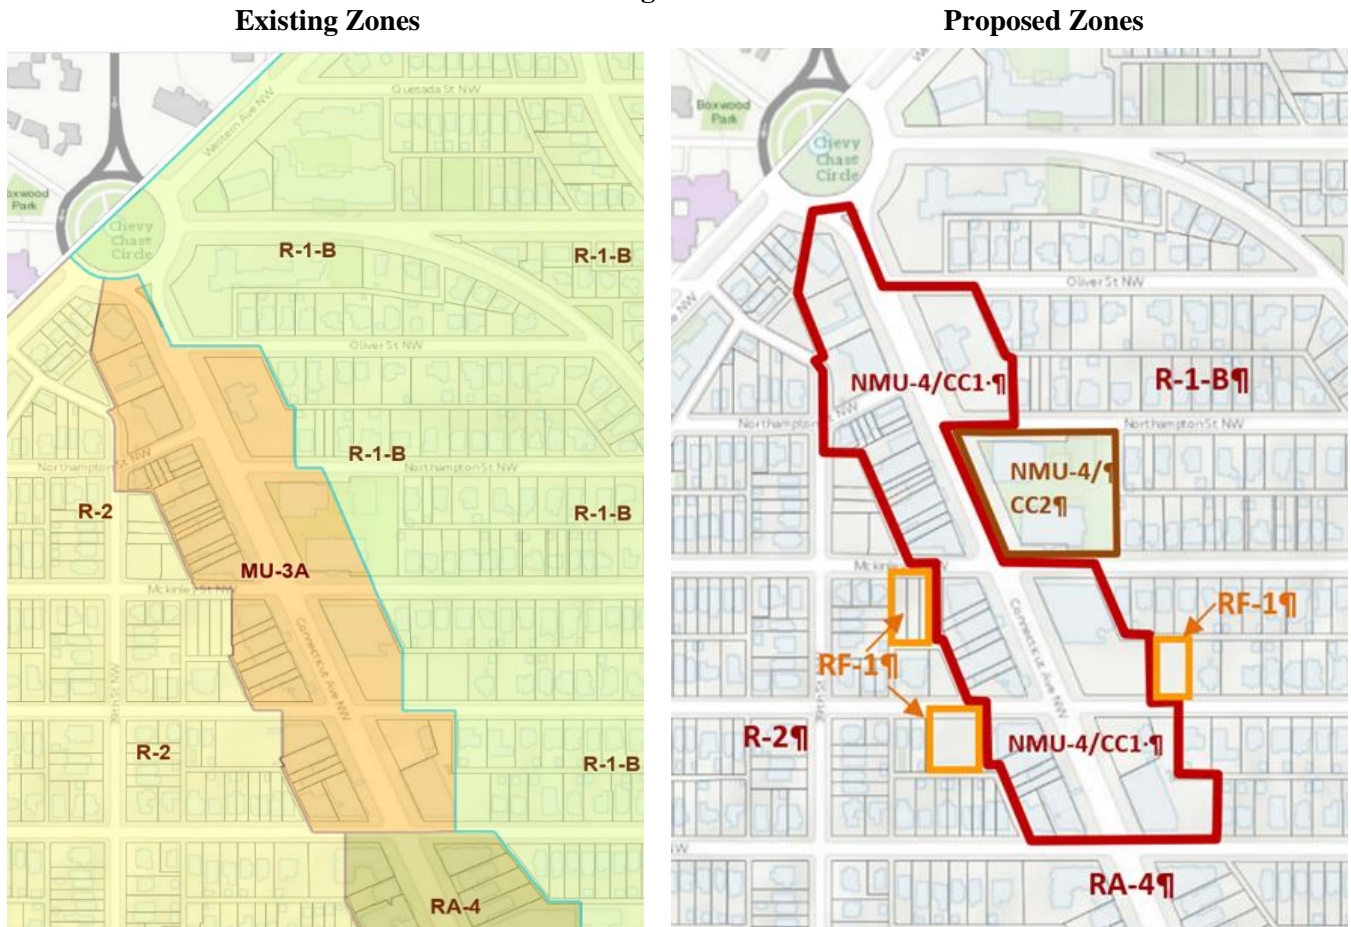 Existing Zones
Proposed Zones
Quesada St NW
Western Ave NW
Boxwood
Park
Chevy
Chase
Circle
R-1-B
R-1-B
Oliver St NW
R-1-B
Northampton St NW
Northampton St NW
R-2
R-1-B
MU-3A
Mckinley St NW
Connecticut Ave NW
39th St NW
R-2
R-1-B
RA-4
Boxwood
Park
Chevy
Chase
Circle
Oliver St NW
NMU-4/CC1·¶
R-1-B¶
Northampton St NW
NMU-4/¶
CC2¶
RF-1¶
RF-1¶
Connecticut Ave NW
39th St
R-2¶
NMU-4/CC1·¶
RA-4¶